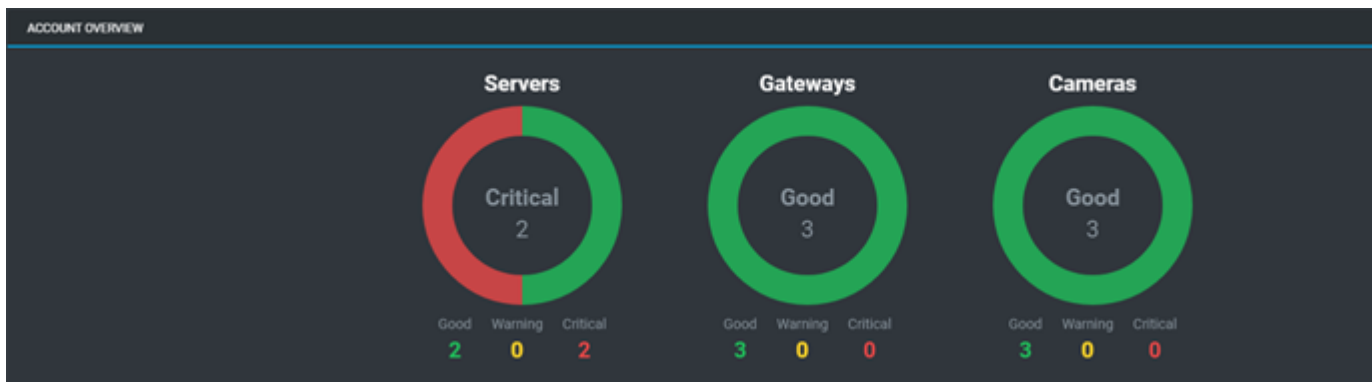 ACCOUNT OVERVIEW
Servers
Critical
2
Good Warning Critical
2 0 2
Gateways
Good
3
Good Warning Critical
3 0 0
Cameras
Good
3
Good Warning Critical
3 0 0